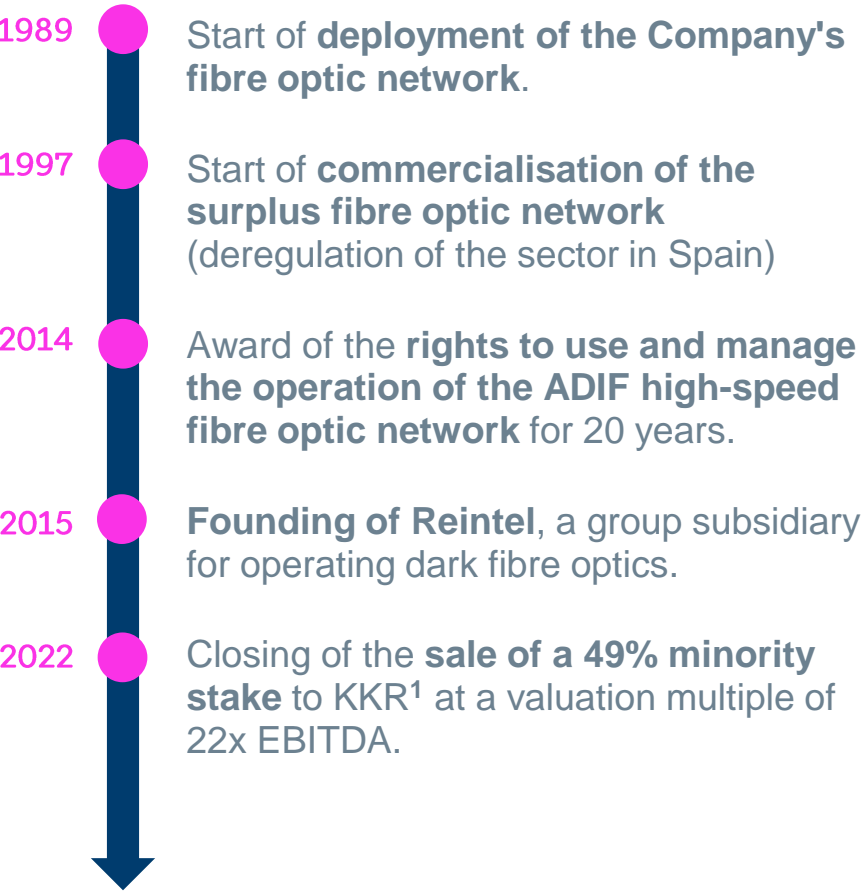 1989
Start of deployment of the Company's
fibre optic network.
1997
Start of commercialisation of the
surplus fibre optic network
(deregulation of the sector in Spain)
2014
Award of the rights to use and manage
the operation of the ADIF high-speed
fibre optic network for 20 years.
2015
Founding of Reintel, a group subsidiary
for operating dark fibre optics.
2022
Closing of the sale of a 49% minority
stake to KKR¹ at a valuation multiple of
22x EBITDA.